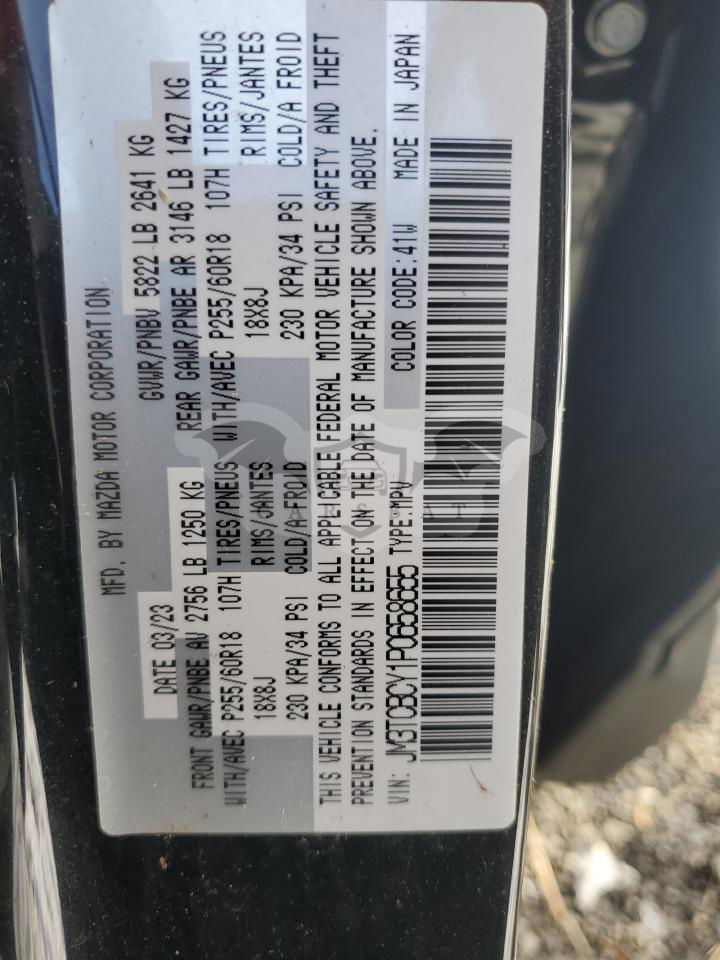 MFD. BY MAZDA MOTOR CORPORATION
DATE 03/23 GVWR/PNBV 5822 LB 2641 KG
FRONT GAWR/PNBE AV 2756 LB 1250 KG REAR GAWR/PNBE AR 3146 LB 1427 KG
WITH/AVEC P255/60R18 107H TIRES/PNEUS WITH/AVEC P255/60R18 107H TIRES/PNEUS
18X8J RIMS/JANTES 18X8J RIMS/JANTES
230 KPA/34 PSI COLD/A FROID 230 KPA/34 PSI COLD/A FROID
THIS VEHICLE CONFORMS TO ALL APPLICABLE FEDERAL MOTOR VEHICLE SAFETY AND THEFT
PREVENTION STANDARDS IN EFFECT ON THE DATE OF MANUFACTURE SHOWN ABOVE.
VIN: JM3TCBCY1P0658655 TYPE:MPV COLOR CODE:41W MADE IN JAPAN